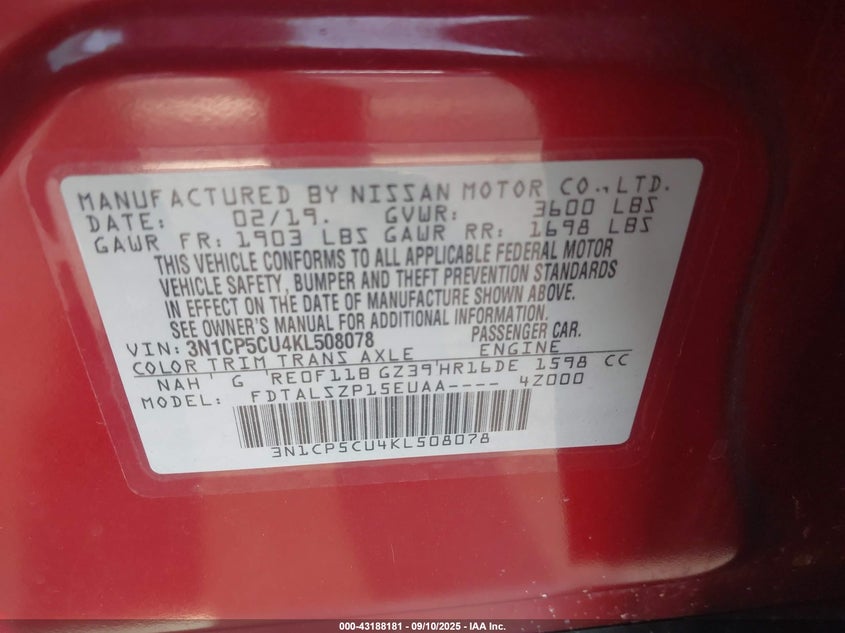 MANUFACTURED BY NISSAN MOTOR CO.,LTD.
DATE: 02/19. GVWR: 3600 LBS
GAWR FR: 1903 LBS GAWR RR: 1698 LBS
THIS VEHICLE CONFORMS TO ALL APPLICABLE FEDERAL MOTOR
VEHICLE SAFETY, BUMPER AND THEFT PREVENTION STANDARDS
IN EFFECT ON THE DATE OF MANUFACTURE SHOWN ABOVE.
SEE OWNER'S MANUAL FOR ADDITIONAL INFORMATION.
VIN: 3N1CP5CU4KL508078 PASSENGER CAR.
COLOR TRIM TRANS AXLE ENGINE
NAH G RE0F11B GZ39 HR16DE 1598 CC
MODEL: FDTALSZP15EUAA---- 4Z000
3N1CP5CU4KL508078
000-43188181 - 09/10/2025 - IAA Inc.